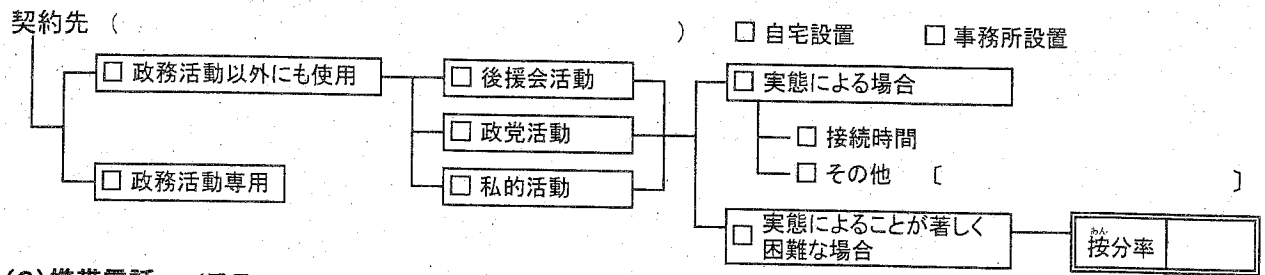 契約先 ( ) □ 自宅設置 □ 事務所設置
□ 政務活動以外にも使用
□ 後援会活動
□ 実態による場合
□ 政党活動
□ 接続時間
□ 政務活動専用
□ 私的活動
□ その他 〔 〕
□ 実態によることが著しく
困難な場合
あん
按分率